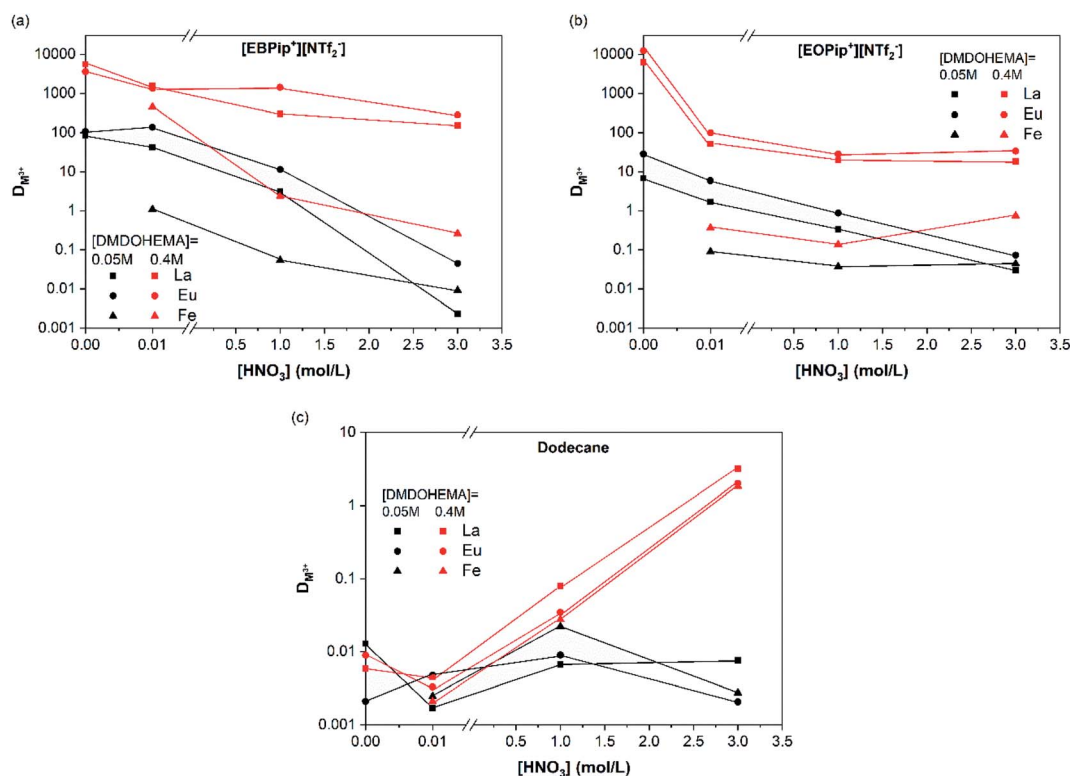 (a)
[EBPip⁺][NTf₂⁻]
10000
1000
100
10
1
0.1
0.01
0.001
D_M³⁺
[DMDOHEMA]=
0.05M 0.4M
La
Eu
Fe
0.00 0.01 0.5 1.0 1.5 2.0 2.5 3.0 3.5
[HNO₃] (mol/L)
(b)
[EOPip⁺][NTf₂⁻]
10000
1000
100
10
1
0.1
0.01
0.001
D_M³⁺
[DMDOHEMA]=
0.05M 0.4M
La
Eu
Fe
0.00 0.01 0.5 1.0 1.5 2.0 2.5 3.0 3.5
[HNO₃] (mol/L)
(c)
Dodecane
10
1
0.1
0.01
0.001
D_M³⁺
[DMDOHEMA]=
0.05M 0.4M
La
Eu
Fe
0.00 0.01 0.5 1.0 1.5 2.0 2.5 3.0 3.5
[HNO₃] (mol/L)